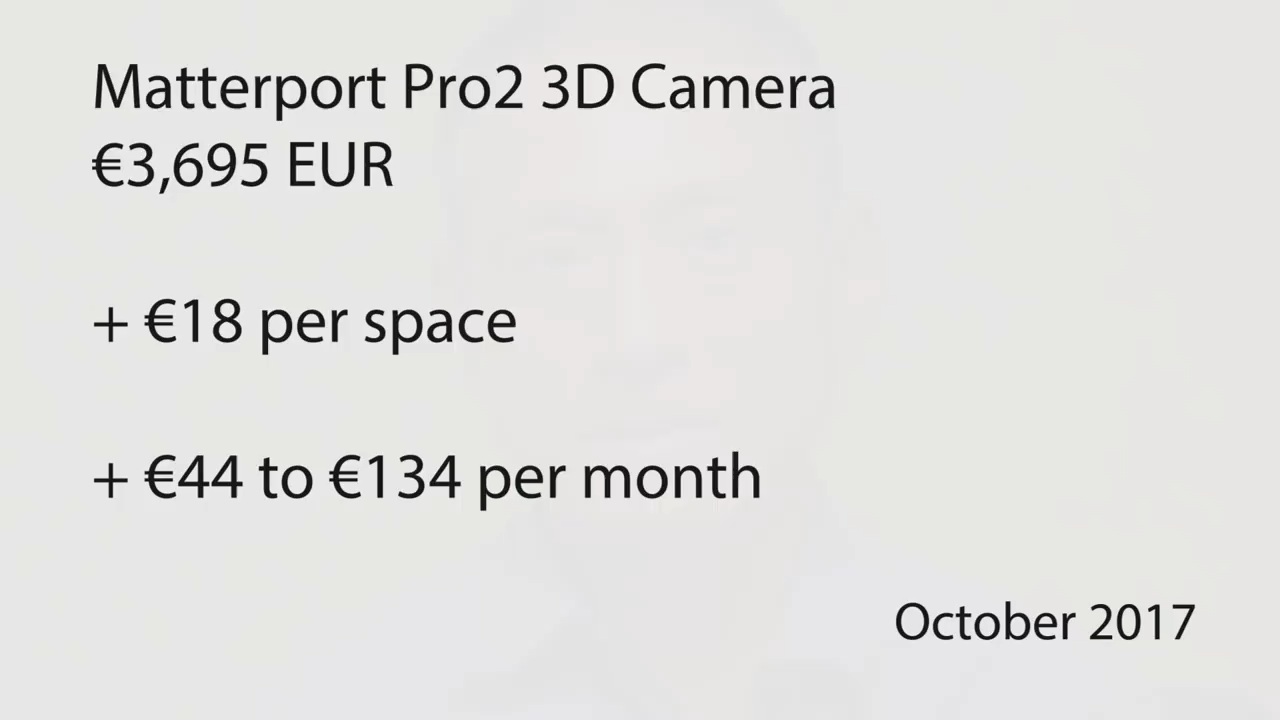 Matterport Pro2 3D Camera
€3,695 EUR
+ €18 per space
+ €44 to €134 per month
October 2017